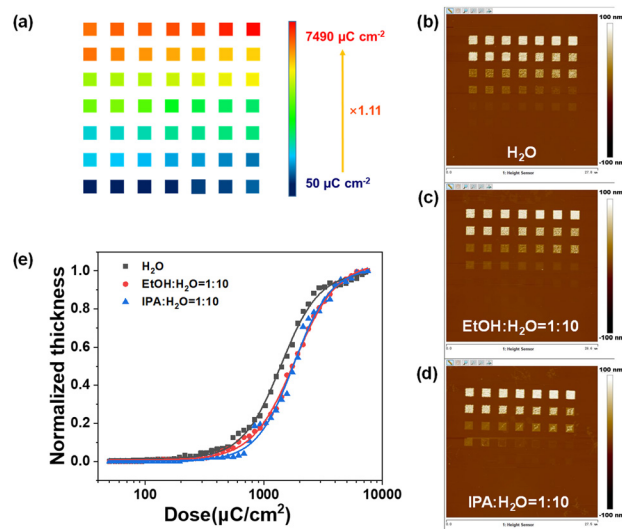 (a)
7490 µC cm-2
×1.11
50 µC cm-2
(b)
100 nm
H2O
-100 nm
1: Height Sensor
(c)
100 nm
EtOH:H2O=1:10
-100 nm
1: Height Sensor
(d)
100 nm
IPA:H2O=1:10
-100 nm
1: Height Sensor
(e)
H2O
EtOH:H2O=1:10
IPA:H2O=1:10
Normalized thickness
1.0
0.8
0.6
0.4
0.2
0.0
100
1000
10000
Dose(µC/cm2)